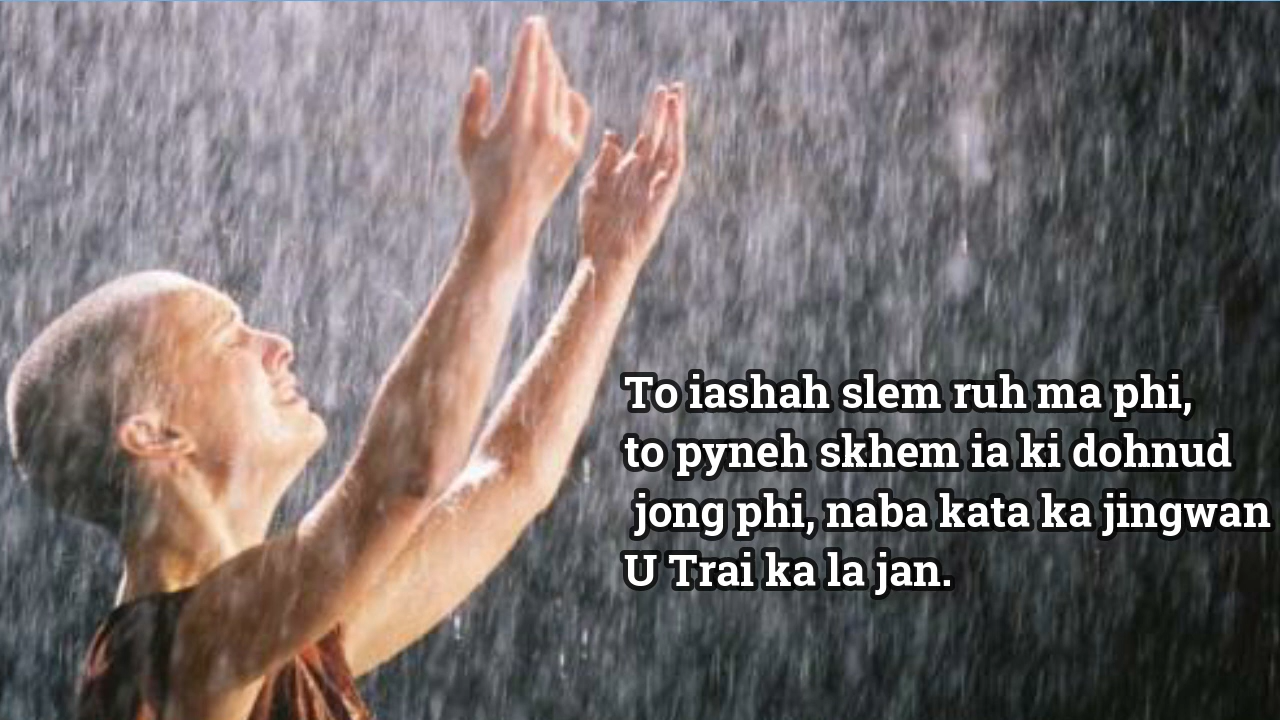 To iashah slem ruh ma phi,
to pyneh skhem ia ki dohnud
jong phi, naba kata ka jingwan
U Trai ka la jan.